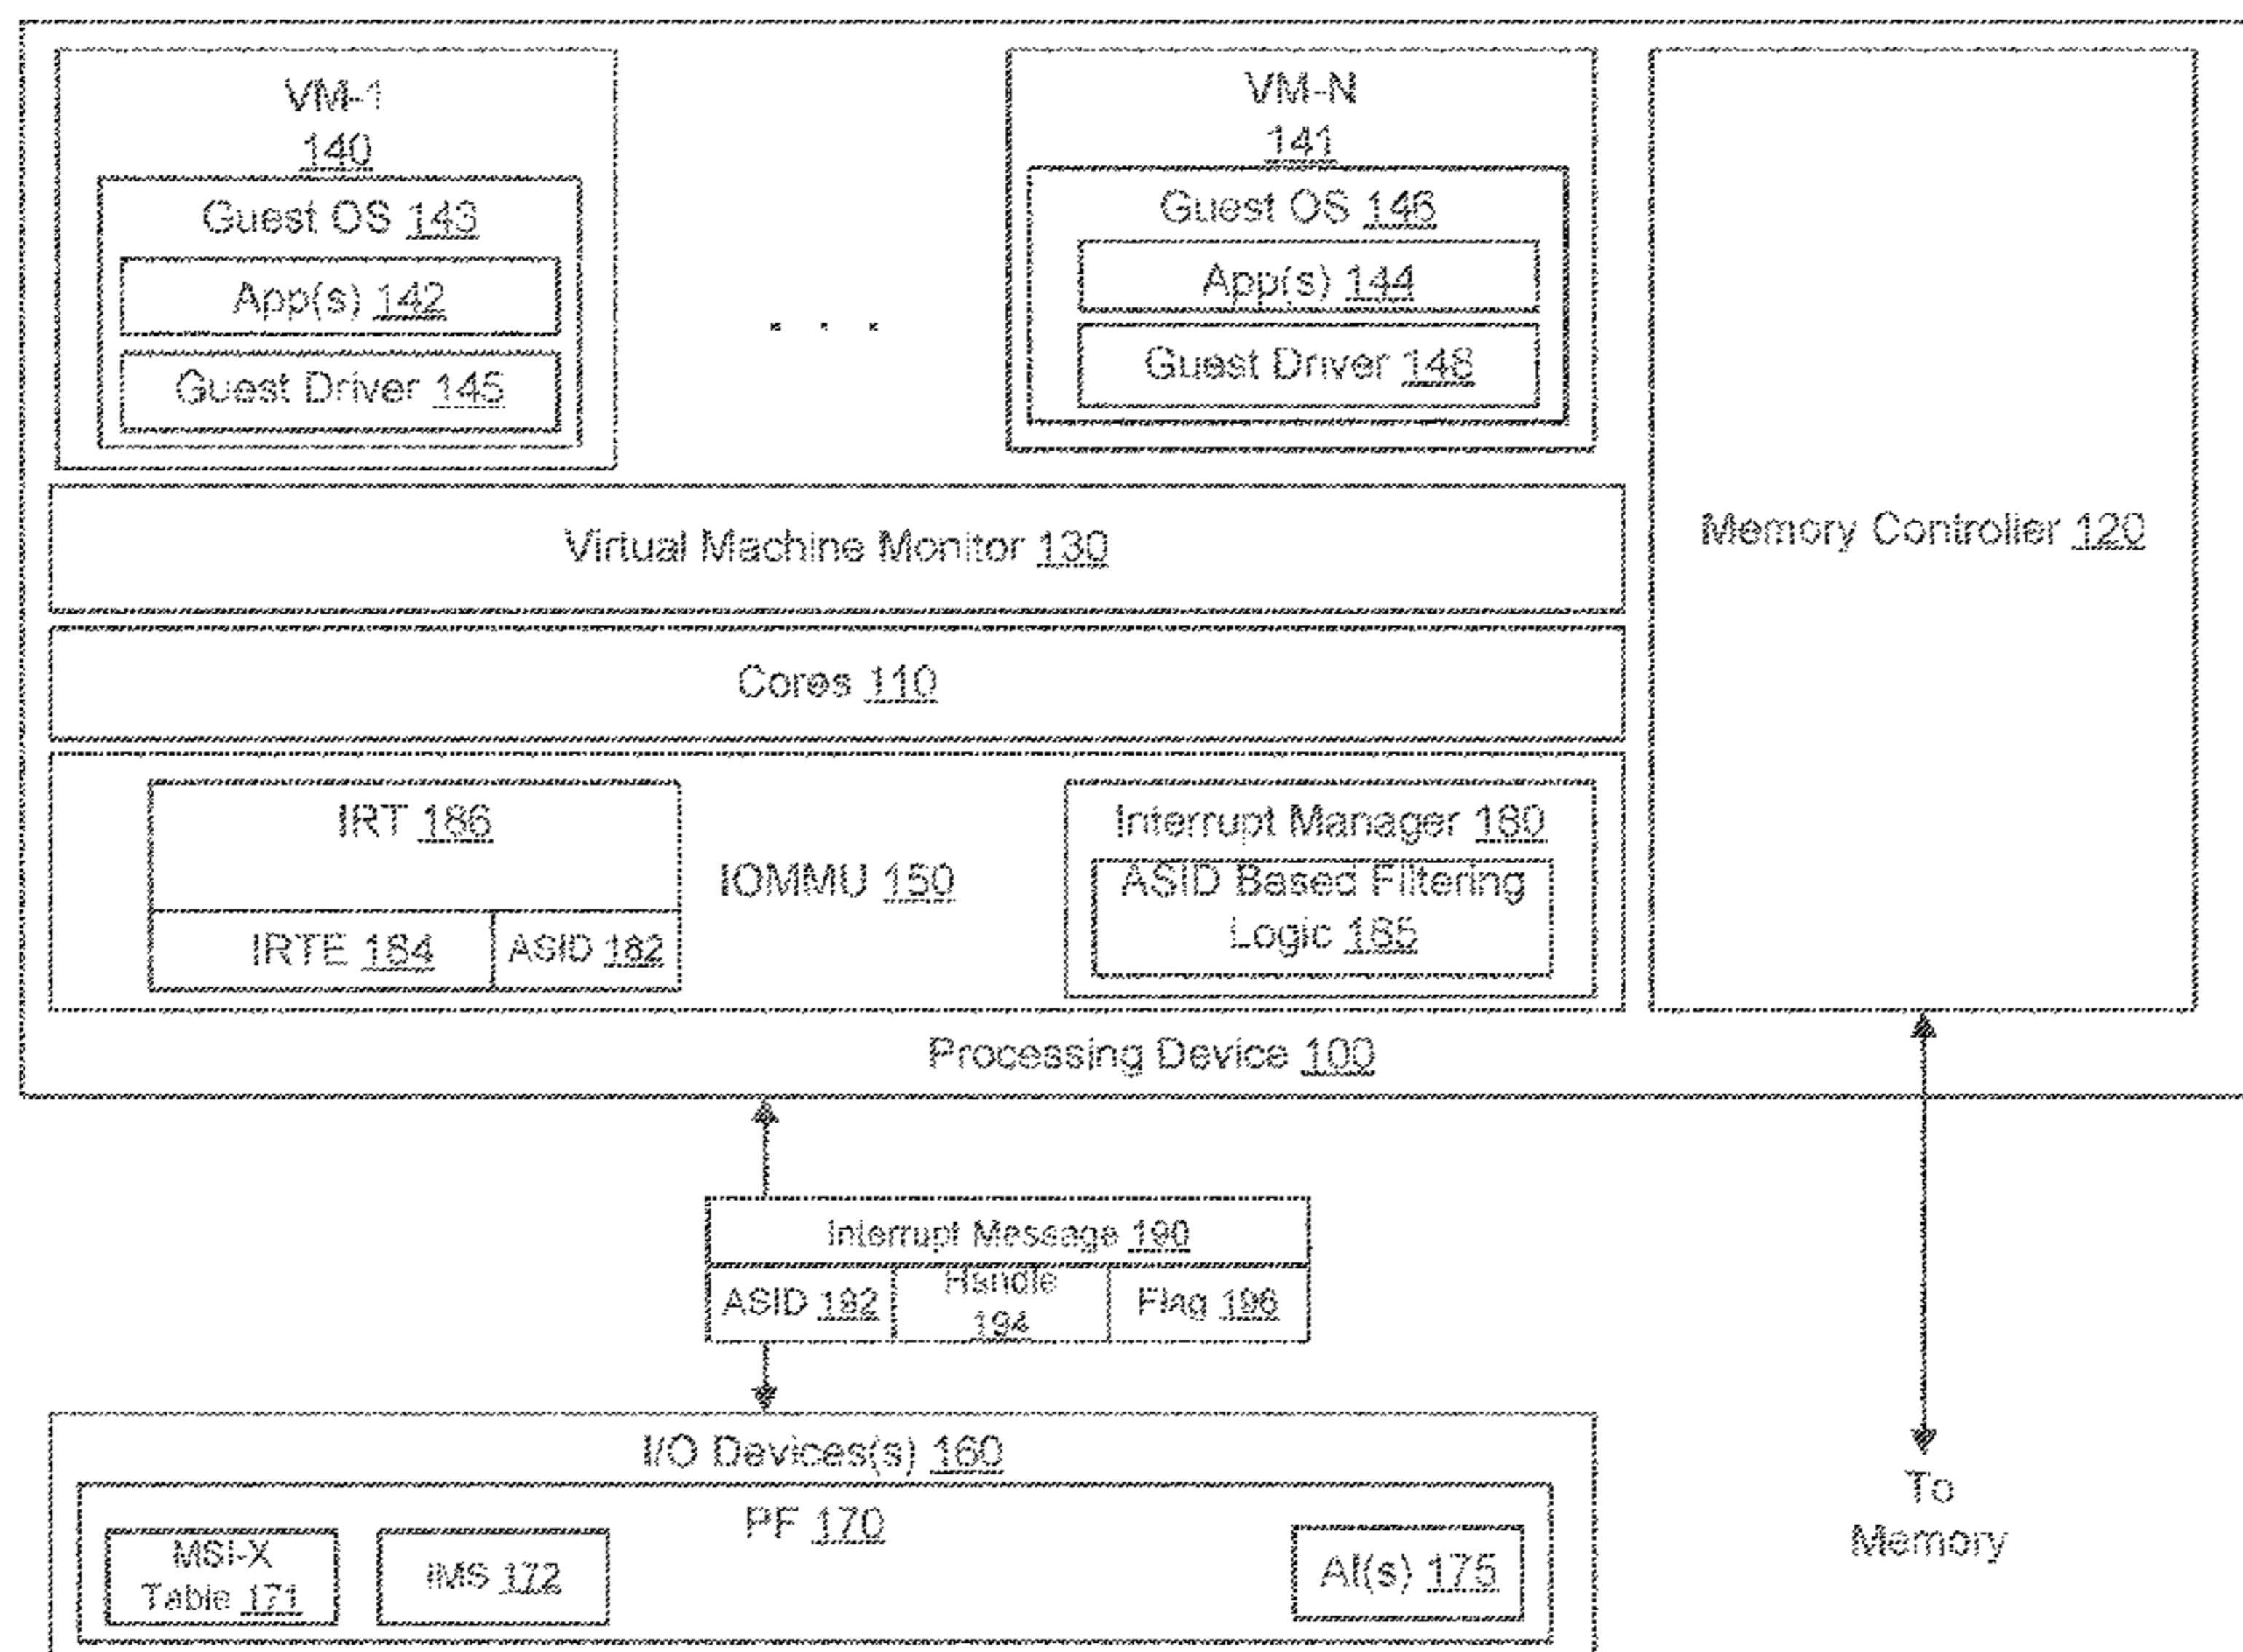 VM-1
140
Guest OS 143
App(s) 142
Guest Driver 145
. . .
VM-N
141
Guest OS 146
App(s) 144
Guest Driver 148
Memory Controller 120
Virtual Machine Monitor 130
Cores 110
IRT 186
IRTE 184
ASID 182
IOMMU 150
Interrupt Manager 180
ASID Based Filtering
Logic 185
Processing Device 100
Interrupt Message 190
ASID 192
Handle
194
Flag 196
I/O Devices(s) 160
PF 170
MSI-X
Table 171
IMS 172
AI(s) 175
To
Memory